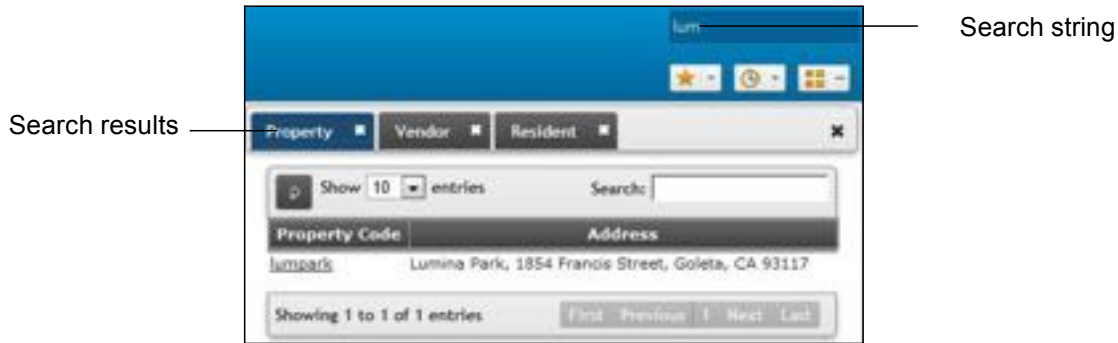 lum
Search string
Search results
Property Vendor Resident
Show 10 entries Search:
Property Code Address
lumpark Lumina Park, 1854 Francis Street, Goleta, CA 93117
Showing 1 to 1 of 1 entries First Previous 1 Next Last